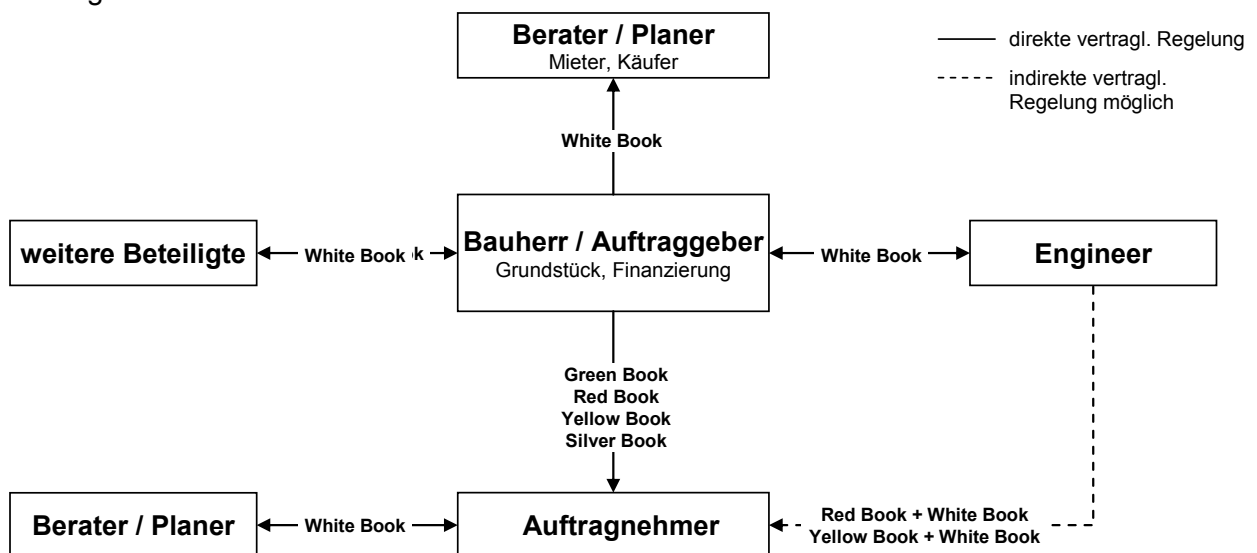 g
Berater / Planer
Mieter, Käufer
direkte vertragl. Regelung
indirekte vertragl.
Regelung möglich
White Book
weitere Beteiligte
White Book k
Bauherr / Auftraggeber
Grundstück, Finanzierung
White Book
Engineer
Green Book
Red Book
Yellow Book
Silver Book
Berater / Planer
White Book
Auftragnehmer
Red Book + White Book
Yellow Book + White Book